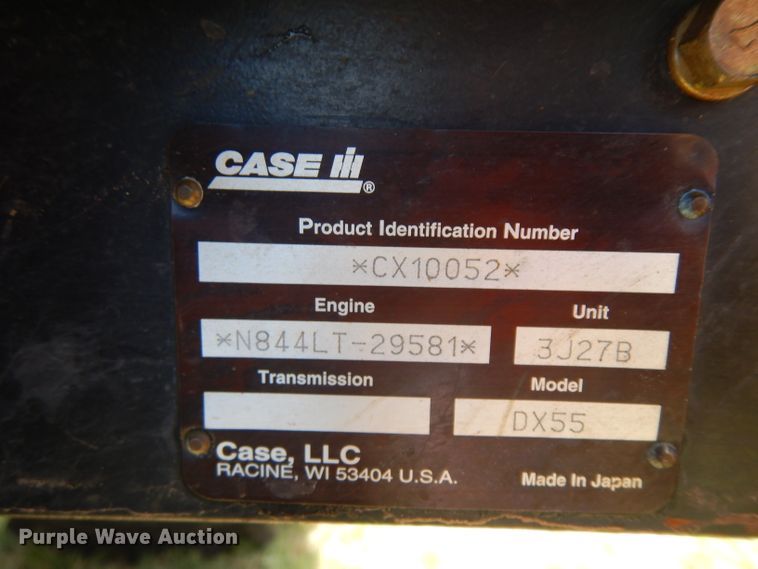 CASE IH ®
Product Identification Number
*CX10052*
Engine
Unit
*N844LT-29581*
3J27B
Transmission
Model
DX55
Case, LLC
RACINE, WI 53404 U.S.A.
Made In Japan
Purple Wave Auction